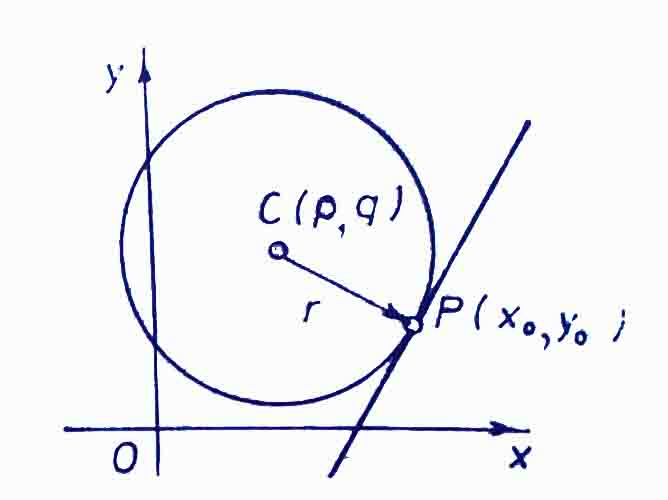 y
C(p,q)
r
P(x₀,y₀)
O
x